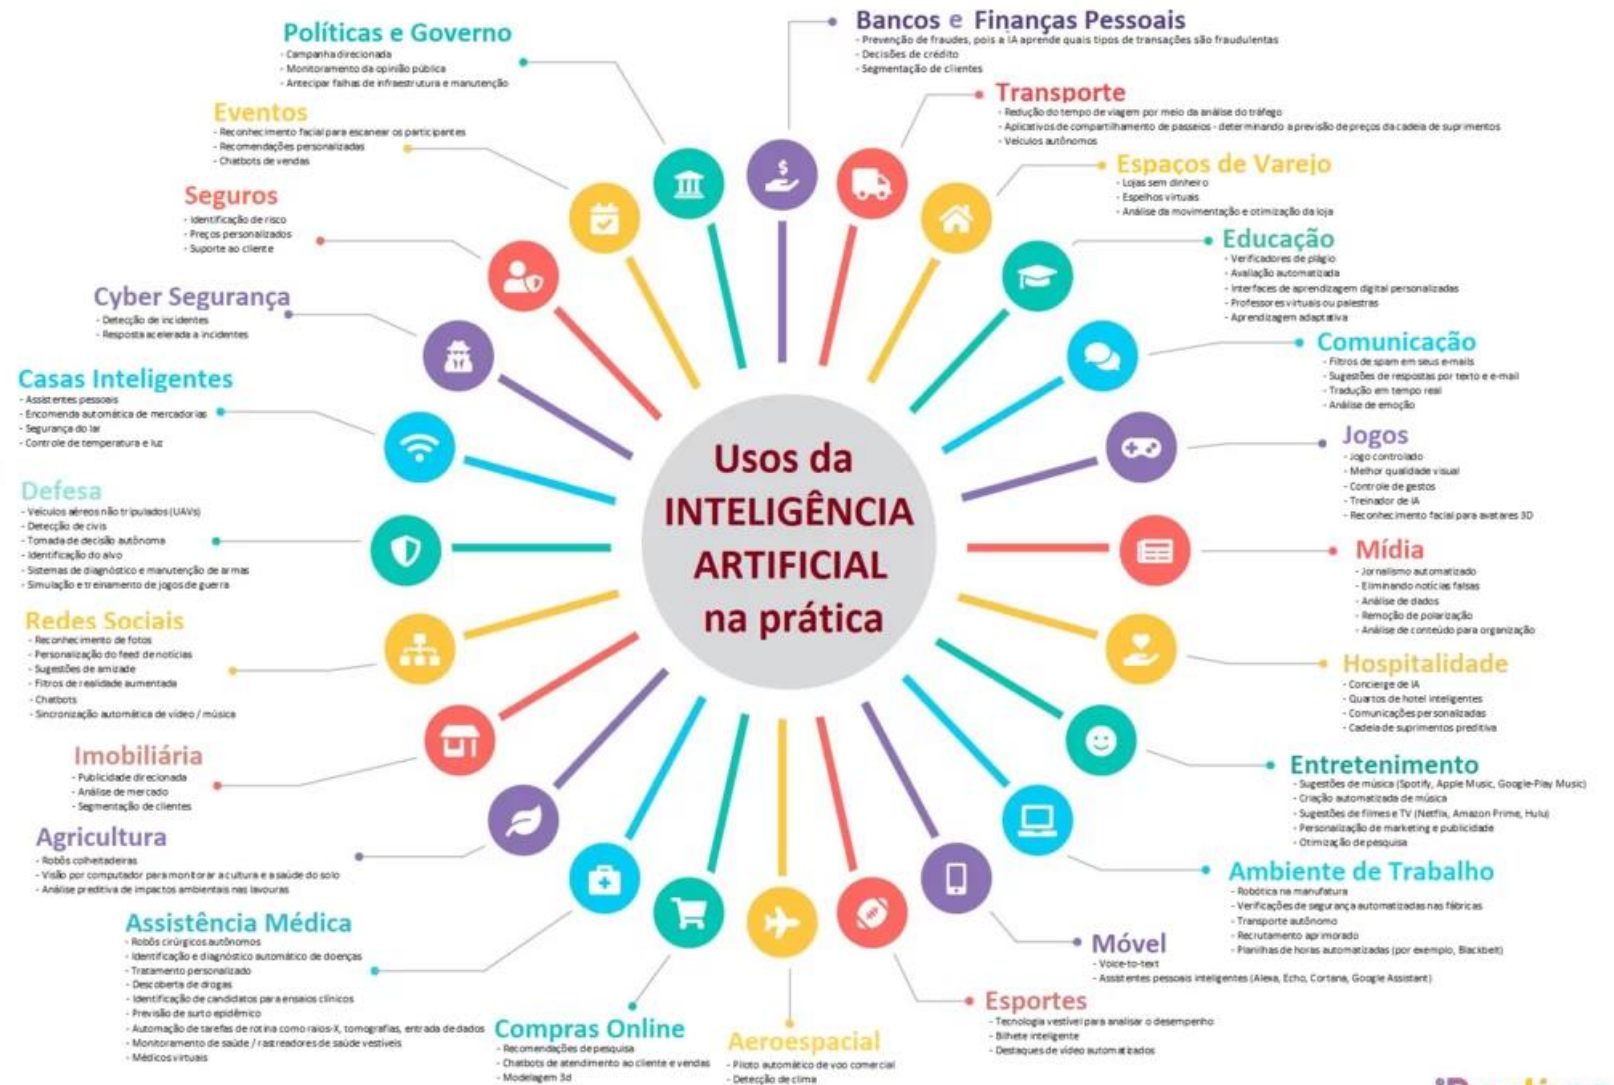 Políticas e Governo
- Campanha direcionada
- Monitoramento da opinião pública
- Antecipar falhas de infraestrutura e manutenção
Bancos e Finanças Pessoais
- Prevenção de fraudes, pois a IA aprende quais tipos de transações são fraudulentas
- Decisões de crédito
- Segmentação de clientes
Eventos
- Reconhecimento facial para escanear os participantes
- Recomendações personalizadas
- Chatbots de vendas
Transporte
- Redução do tempo de viagem por meio da análise do tráfego
- Aplicativos de compartilhamento de passeios - determinando a previsão de preços da cadeia de suprimentos
- Veículos autônomos
Seguros
- Identificação de risco
- Preços personalizados
- Suporte ao cliente
Espaços de Varejo
- Lojas sem dinheiro
- Espelhos virtuais
- Análise da movimentação e otimização da loja
Educação
- Verificadores de plágio
- Avaliação automatizada
- Interfaces de aprendizagem digital personalizadas
- Professores virtuais ou palestras
- Aprendizagem adaptativa
Cyber Segurança
- Detecção de incidentes
- Resposta acelerada a incidentes
Comunicação
- Filtros de spam em seus e-mails
- Sugestões de respostas por texto e e-mail
- Tradução em tempo real
- Análise de emoção
Casas Inteligentes
- Assistentes pessoais
- Encomenda automática de mercadorias
- Segurança do lar
- Controle de temperatura e luz
Jogos
- Jogo controlado
- Melhor qualidade visual
- Controle de gestos
- Treinador de IA
- Reconhecimento facial para avatares 3D
Usos da
INTELIGÊNCIA
ARTIFICIAL
na prática
Defesa
- Veículos aéreos não tripulados (UAVs)
- Detecção de civis
- Tomada de decisão autônoma
- Identificação do alvo
- Sistemas de diagnóstico e manutenção de armas
- Simulação e treinamento de jogos de guerra
Mídia
- Jornalismo automatizado
- Eliminando notícias falsas
- Análise de dados
- Remoção de polarização
- Análise de conteúdo para organização
Redes Sociais
- Reconhecimento de fotos
- Personalização do feed de notícias
- Sugestões de amizade
- Filtros de realidade aumentada
- Chatbots
- Sincronização automática de vídeo / música
Hospitalidade
- Concierge de IA
- Quartos de hotel inteligentes
- Comunicações personalizadas
- Cadeia de suprimentos preditiva
Imobiliária
- Publicidade direcionada
- Análise de mercado
- Segmentação de clientes
Entretenimento
- Sugestões de música (Spotify, Apple Music, Google-Play Music)
- Criação automatizada de música
- Sugestões de filmes e TV (Netflix, Amazon Prime, Hulu)
- Personalização de marketing e publicidade
- Otimização de pesquisa
Agricultura
- Robôs colheitadeiras
- Visão por computador para monitorar a cultura e a saúde do solo
- Análise preditiva de impactos ambientais nas lavouras
Ambiente de Trabalho
- Robótica na manufatura
- Verificações de segurança automatizadas nas fábricas
- Transporte autônomo
- Recrutamento aprimorado
- Planilhas de horas automatizadas (por exemplo, Blackbelt)
Assistência Médica
- Robôs cirúrgicos autônomos
- Identificação e diagnóstico automático de doenças
- Tratamento personalizado
- Descoberta de drogas
- Identificação de candidatos para ensaios clínicos
- Previsão de surto epidêmico
- Automação de tarefas de rotina como raios-X, tomografias, entrada de dados
- Monitoramento de saúde / rastreadores de saúde vestíveis
- Médicos virtuais
Móvel
- Voice-to-text
- Assistentes pessoais inteligentes (Alexa, Echo, Cortana, Google Assistant)
Esportes
- Tecnologia vestível para analisar o desempenho
- Bilhete inteligente
- Destaques de vídeo automatizados
Compras Online
- Recomendações de pesquisa
- Chatbots de atendimento ao cliente e vendas
- Modelagem 3d
Aeroespacial
- Piloto automático de voo comercial
- Detecção de clima